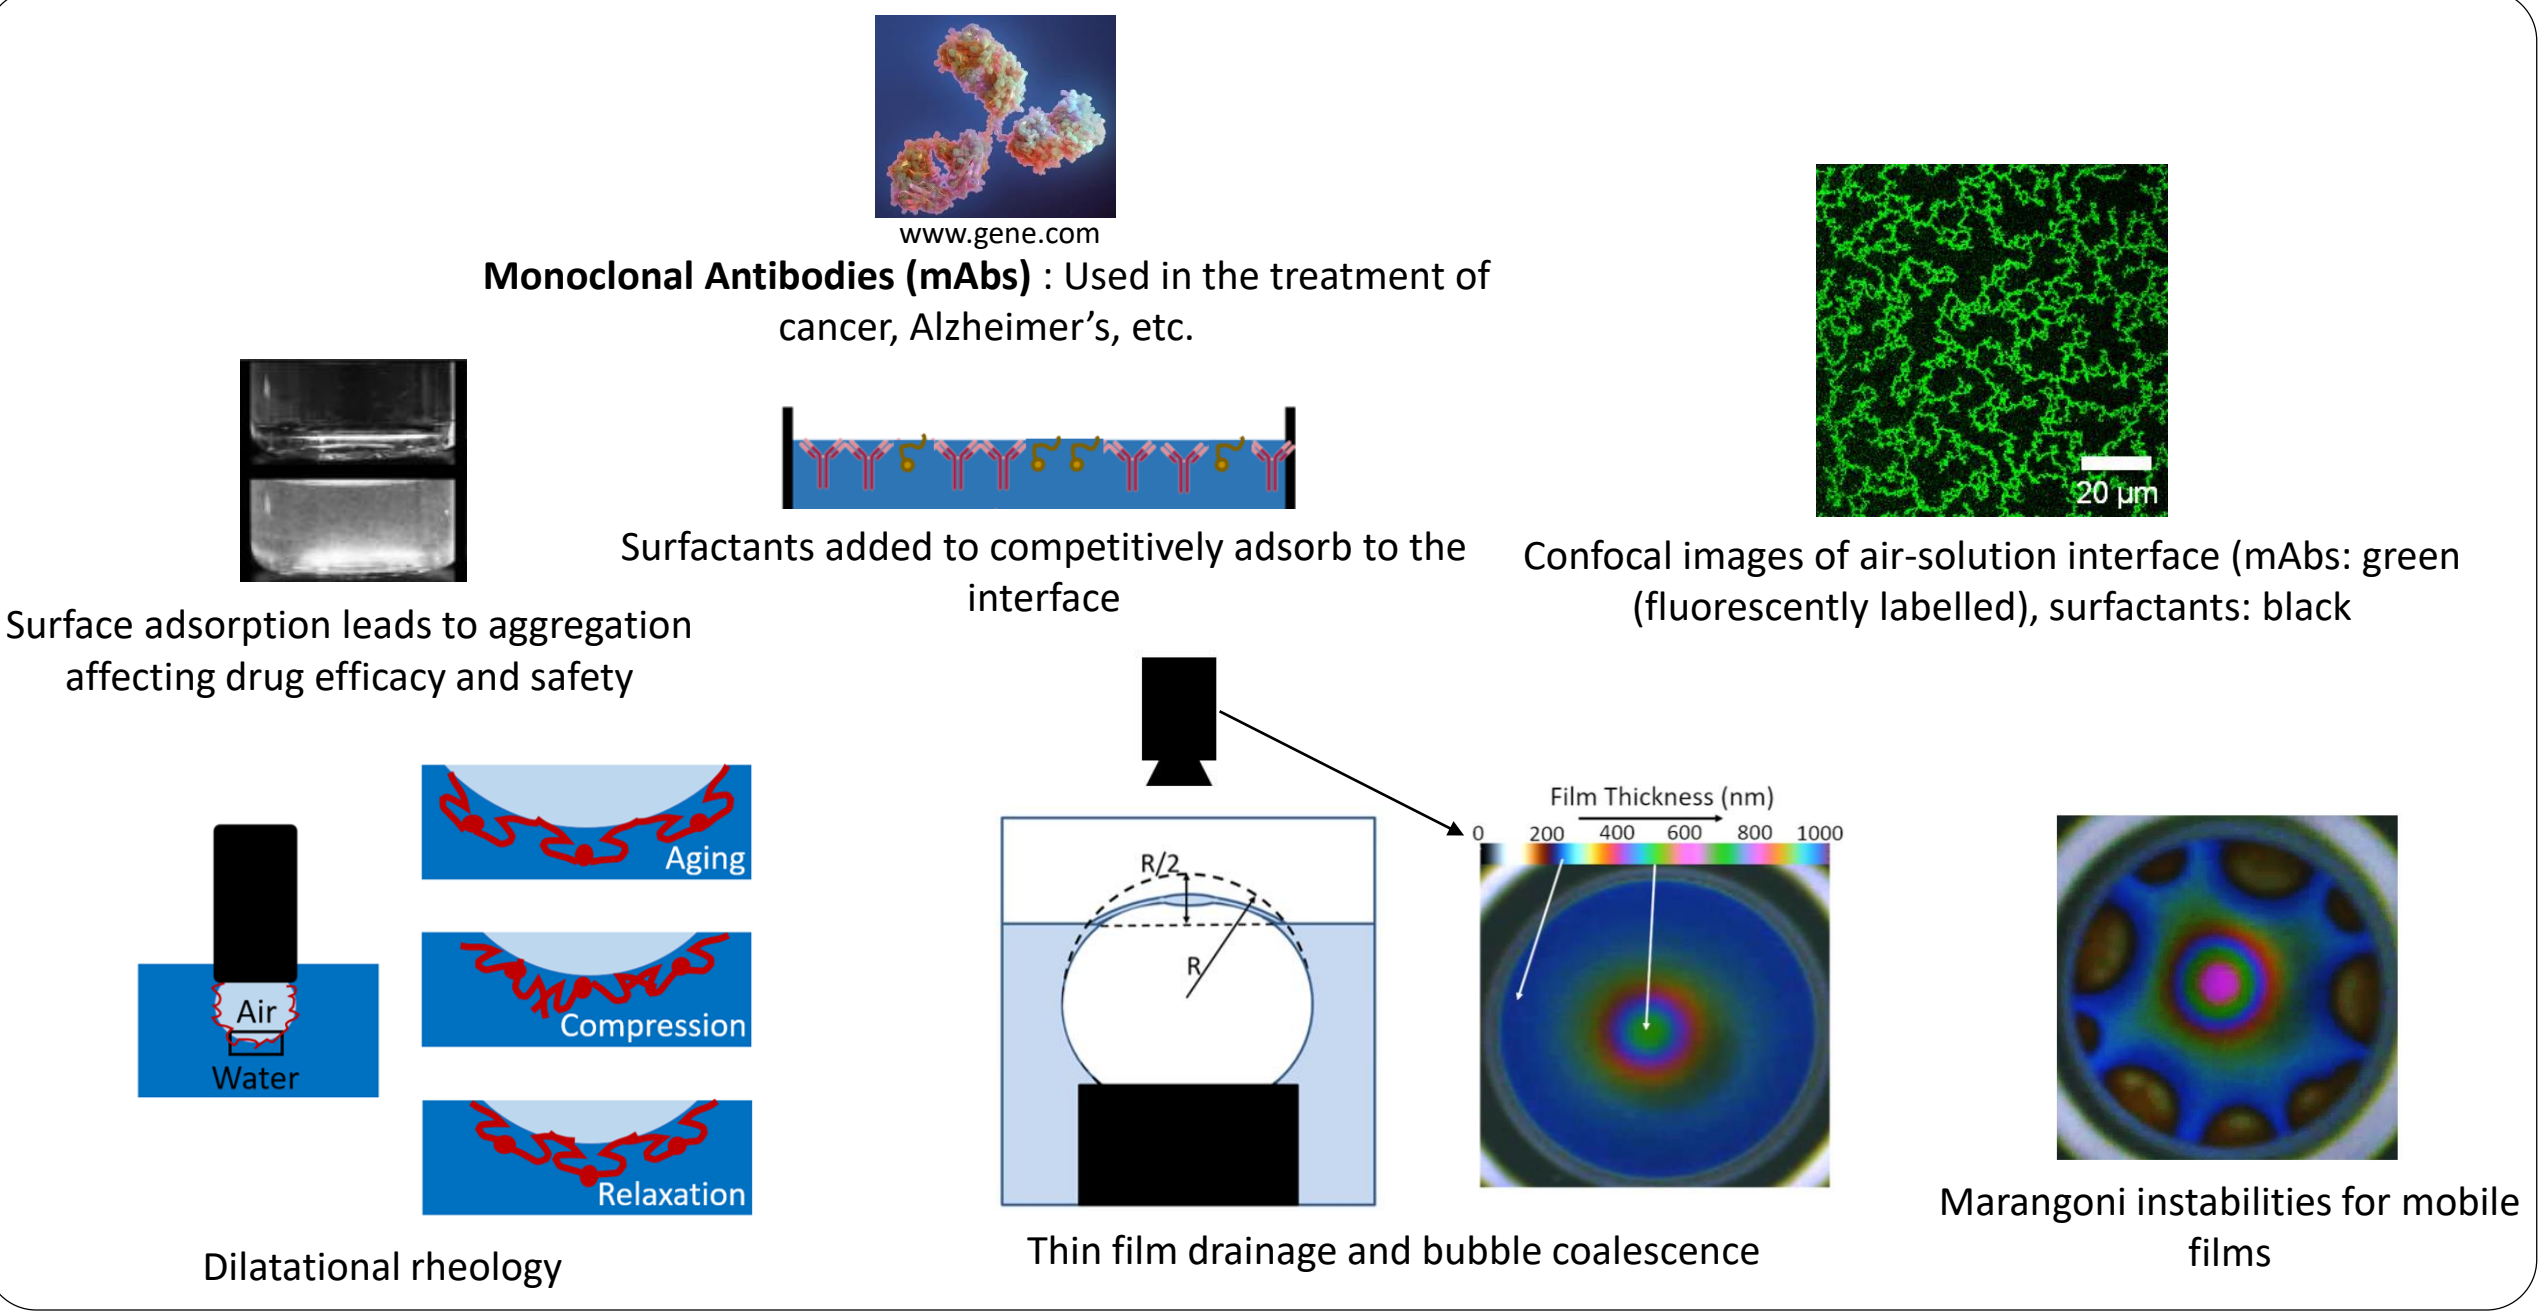 www.gene.com
Monoclonal Antibodies (mAbs) : Used in the treatment of
cancer, Alzheimer’s, etc.
Surface adsorption leads to aggregation
affecting drug efficacy and safety
Surfactants added to competitively adsorb to the
interface
20 µm
Confocal images of air-solution interface (mAbs: green
(fluorescently labelled), surfactants: black
Air
Water
Aging
Compression
Relaxation
Dilatational rheology
R/2
R
Film Thickness (nm)
0 200 400 600 800 1000
Thin film drainage and bubble coalescence
Marangoni instabilities for mobile
films